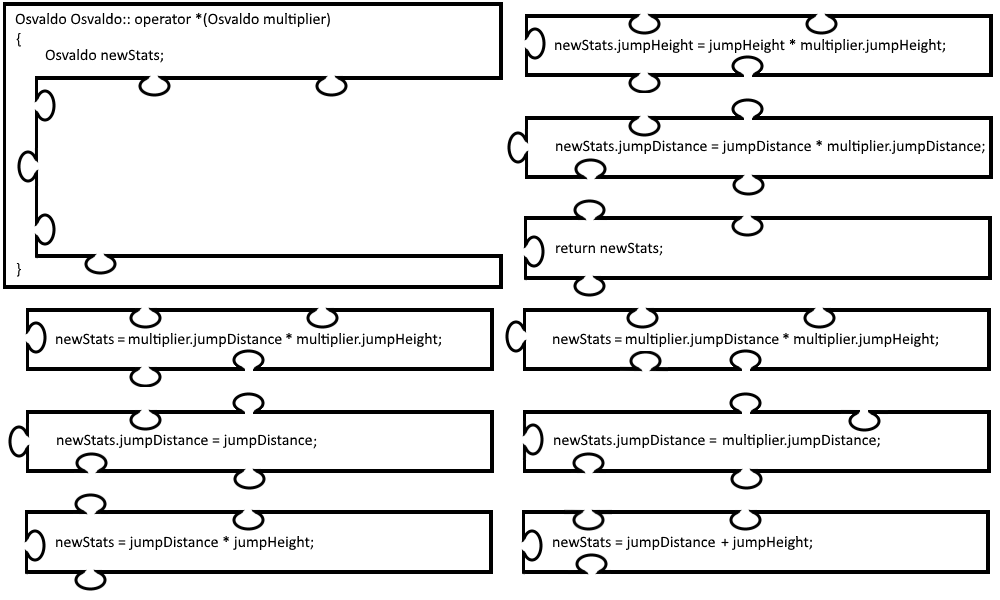 Osvaldo Osvaldo:: operator *(Osvaldo multiplier)
{
Osvaldo newStats;
}
newStats.jumpHeight = jumpHeight * multiplier.jumpHeight;
newStats.jumpDistance = jumpDistance * multiplier.jumpDistance;
return newStats;
newStats = multiplier.jumpDistance * multiplier.jumpHeight;
newStats.jumpDistance = jumpDistance;
newStats = jumpDistance * jumpHeight;
newStats = multiplier.jumpDistance * multiplier.jumpHeight;
newStats.jumpDistance = multiplier.jumpDistance;
newStats = jumpDistance + jumpHeight;